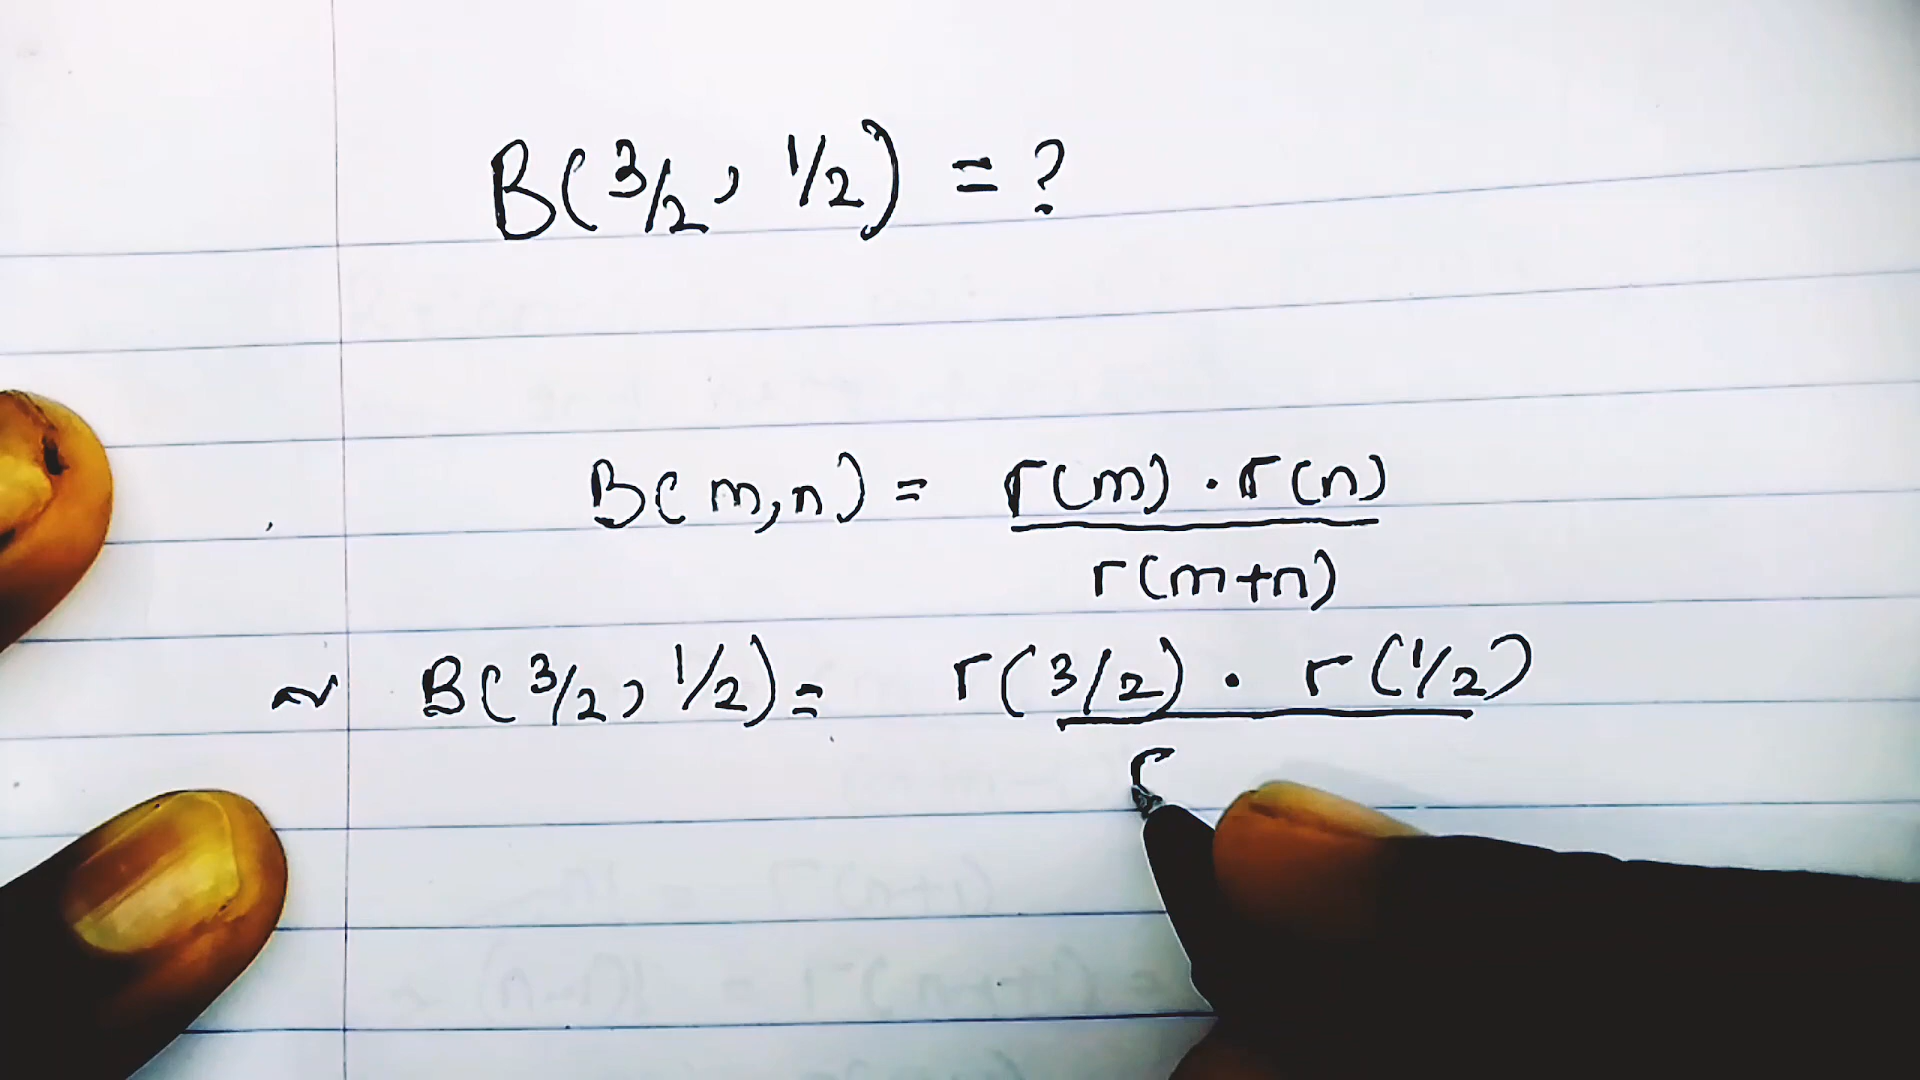 B(3/2, 1/2) = ?
B(m,n) = Γ(m) · Γ(n)
Γ(m+n)
B(3/2, 1/2) = Γ(3/2) · Γ(1/2)
Γ